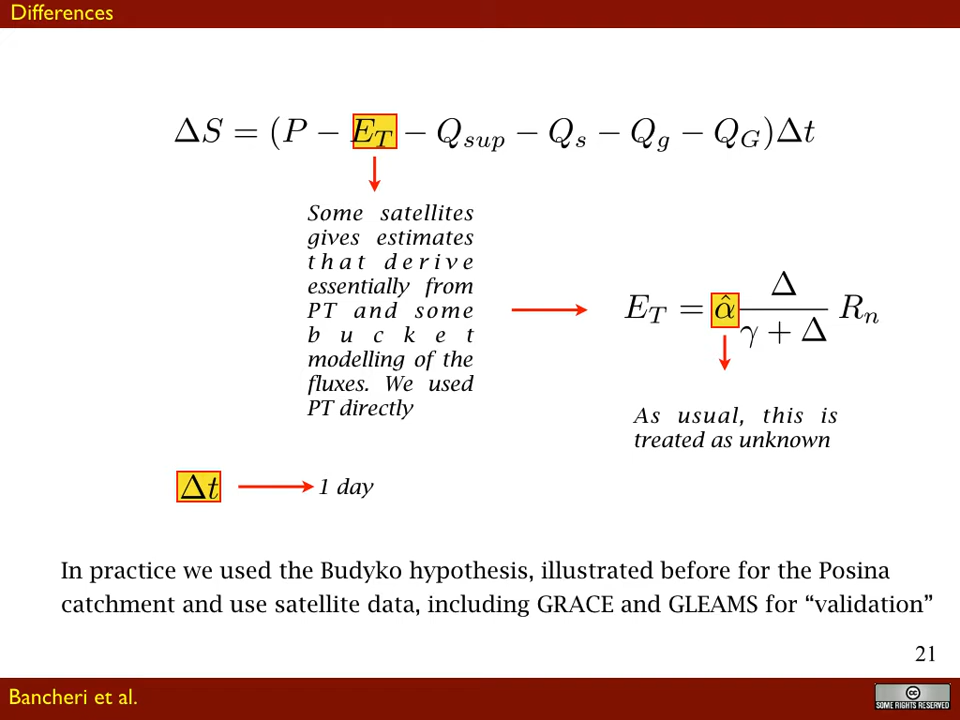 Differences
ΔS = (P − E_T − Q_sup − Q_s − Q_g − Q_G)Δt
Some satellites
gives estimates
that derive
essentially from
PT and some
bucket
modelling of the
fluxes. We used
PT directly
E_T = α̂ Δ/(γ + Δ) R_n
As usual, this is
treated as unknown
Δt
1 day
In practice we used the Budyko hypothesis, illustrated before for the Posina
catchment and use satellite data, including GRACE and GLEAMS for “validation”
21
Bancheri et al.
cc
SOME RIGHTS RESERVED